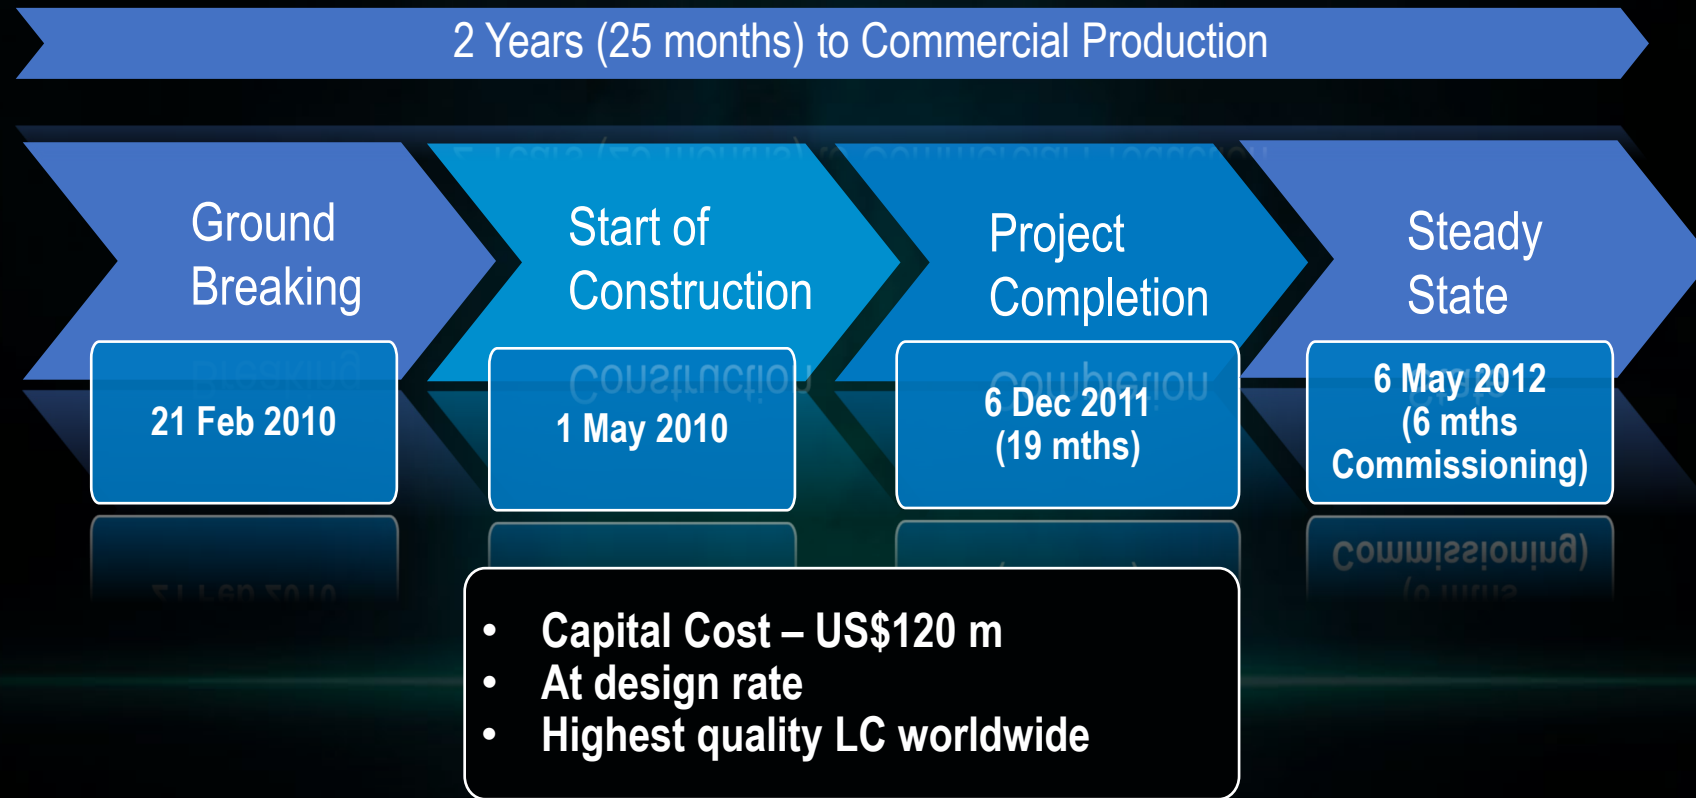 2 Years (25 months) to Commercial Production
Ground
Breaking
21 Feb 2010
Start of
Construction
1 May 2010
Project
Completion
6 Dec 2011
(19 mths)
Steady
State
6 May 2012
(6 mths
Commissioning)
• Capital Cost – US$120 m
• At design rate
• Highest quality LC worldwide